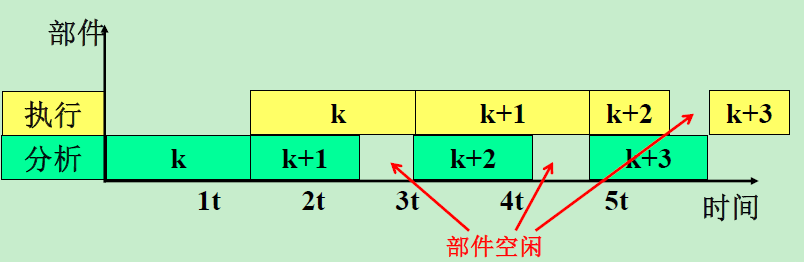 部件
执行 k k+1 k+2 k+3
分析 k k+1 k+2 k+3
1t 2t 3t 4t 5t 时间
部件空闲